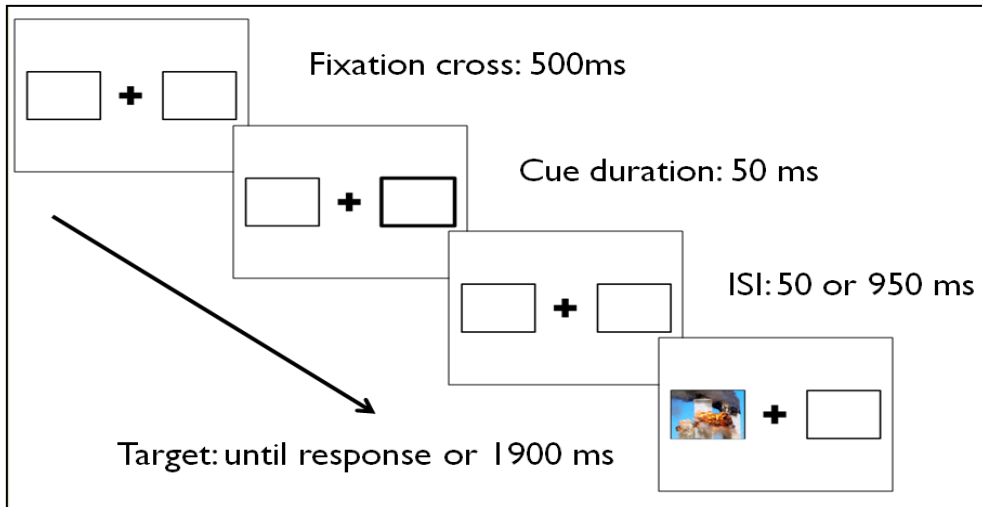 Fixation cross: 500ms
Cue duration: 50 ms
ISI: 50 or 950 ms
Target: until response or 1900 ms